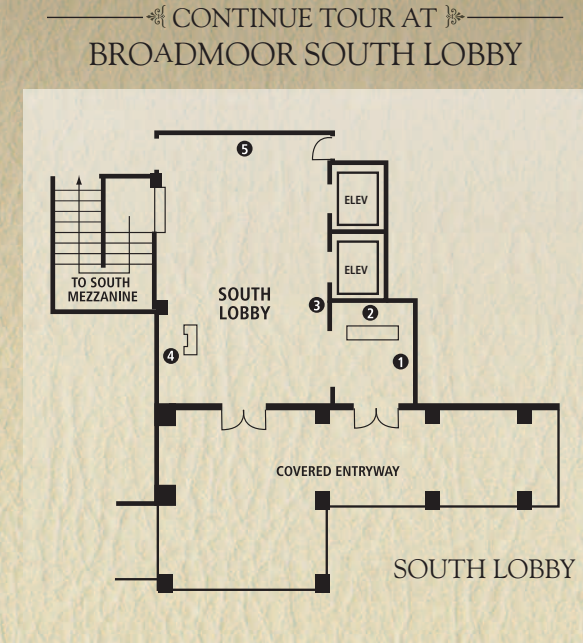 CONTINUE TOUR AT
BROADMOOR SOUTH LOBBY
5
ELEV
ELEV
TO SOUTH
MEZZANINE
SOUTH
LOBBY
3
2
4
1
COVERED ENTRYWAY
SOUTH LOBBY